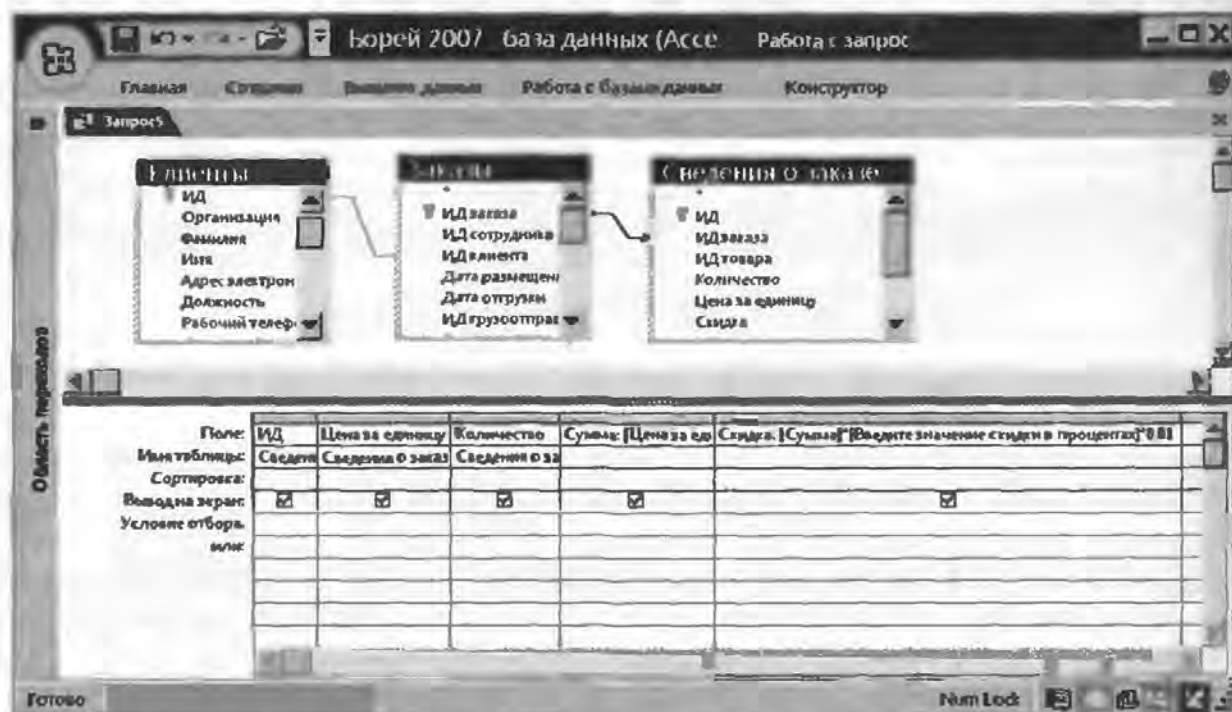 Борей 2007 база данных (Acce Работа с запрос
Главная Создание Внешние данные Работа с базами данных Конструктор
Запрос5
Клиенты
ИД
Организация
Фамилия
Имя
Адрес электрон
Должность
Рабочий телеф
Заказы
ИД заказа
ИД сотрудника
ИД клиента
Дата размещен
Дата отгрузки
ИД грузоотправ
Сведения о заказе
*
ИД
ИД заказа
ИД товара
Количество
Цена за единицу
Скидка
Область переходов
Поле: ИД Цена за единицу Количество Сумма: [Цена за ед Скидка: [Сумма]*[Введите значение скидки в процентах]*0.01
Имя таблицы: Сведен Сведения о заказ Сведения о за
Сортировка:
Вывод на экран:
Условие отбора:
или:
Готово Num Lock